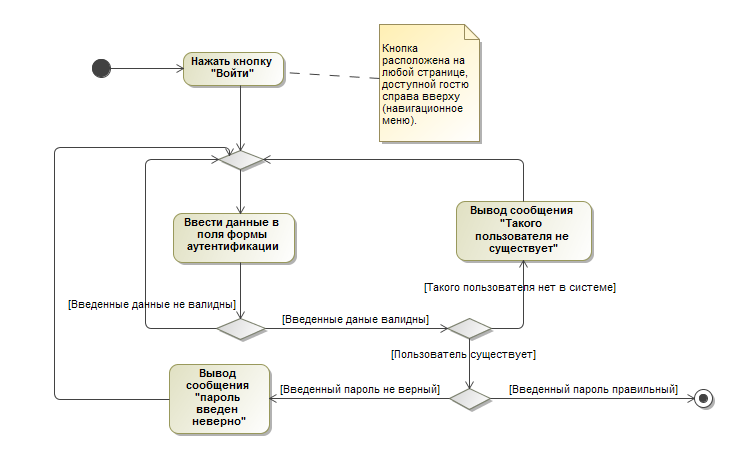 Нажать кнопку
"Войти"
Кнопка
расположена на
любой странице,
доступной гостю
справа вверху
(навигационное
меню).
Ввести данные в
поля формы
аутентификации
Вывод сообщения
"Такого
пользователя не
существует"
[Такого пользователя нет в системе]
[Введенные данные не валидны]
[Введенные даные валидны]
[Пользователь существует]
Вывод
сообщения
"пароль
введен
неверно"
[Введенный пароль не верный]
[Введенный пароль правильный]